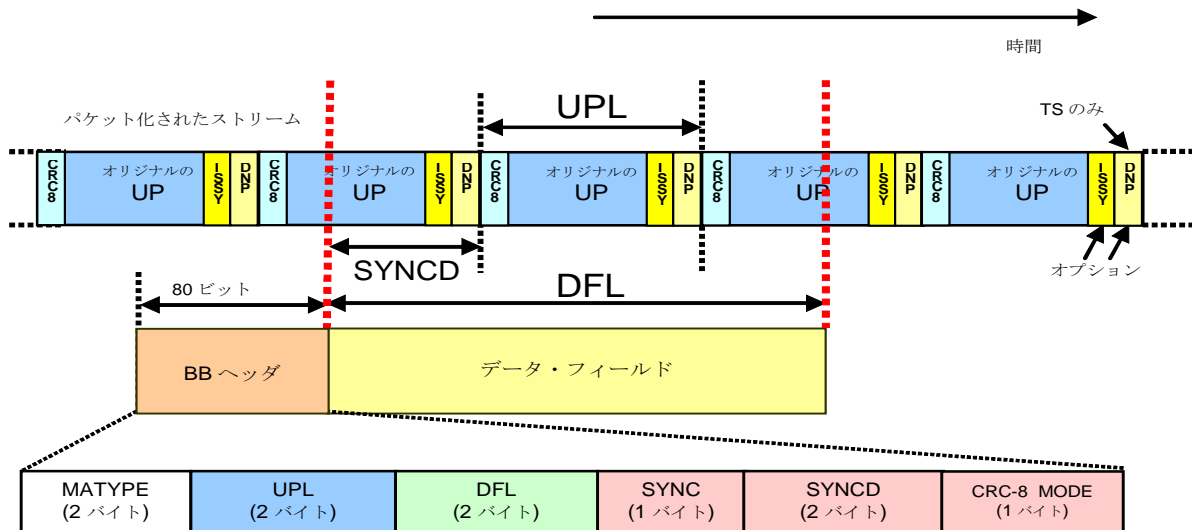 時間
UPL
TS のみ
パケット化されたストリーム
CRC8
オリジナルの
UP
ISSY
DNP
CRC8
オリジナルの
UP
ISSY
DNP
CRC8
オリジナルの
UP
ISSY
DNP
CRC8
オリジナルの
UP
ISSY
DNP
CRC8
オリジナルの
UP
ISSY
DNP
SYNCD
オプション
80 ビット
DFL
BB ヘッダ
データ・フィールド
MATYPE
(2 バイト)
UPL
(2 バイト)
DFL
(2 バイト)
SYNC
(1 バイト)
SYNCD
(2 バイト)
CRC-8 MODE
(1 バイト)